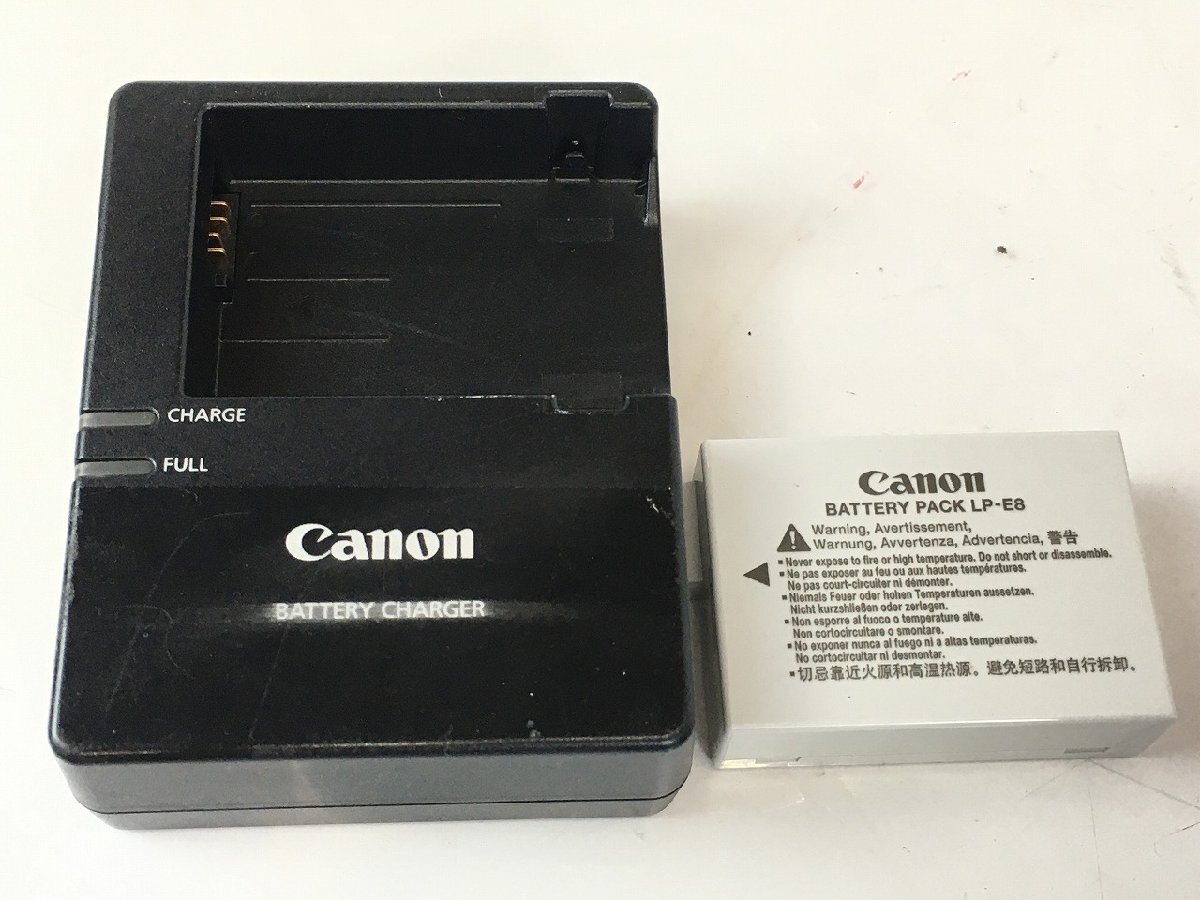 CHARGE
FULL
Canon
BATTERY CHARGER
Canon
BATTERY PACK LP-E8
Warning, Avertissement,
Warnung, Avvertenza, Advertencia, 警告
▪Never expose to fire or high temperature. Do not short or disassemble.
▪Ne pas exposer au feu ou aux hautes températures.
Ne pas court-circuiter ni démonter.
▪Niemals Feuer oder hohen Temperaturen aussetzen.
Nicht kurzshließen oder zerlegen.
▪Non esporre al fuoco o temperature alte.
Non cortocircuitare o smontare.
▪No exponer nunca al fuego ni a altas temperaturas.
No cortocircuitar ni desmontar.
▪切忌靠近火源和高温热源。避免短路和自行拆卸.